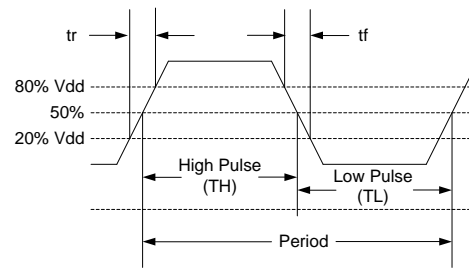 tr
tf
80% Vdd
50%
20% Vdd
High Pulse
(TH)
Low Pulse
(TL)
Period